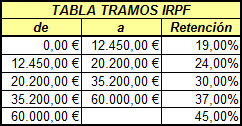 TABLA TRAMOS IRPF
de a Retención
0,00 € 12.450,00 € 19,00%
12.450,00 € 20.200,00 € 24,00%
20.200,00 € 35.200,00 € 30,00%
35.200,00 € 60.000,00 € 37,00%
60.000,00 € 45,00%